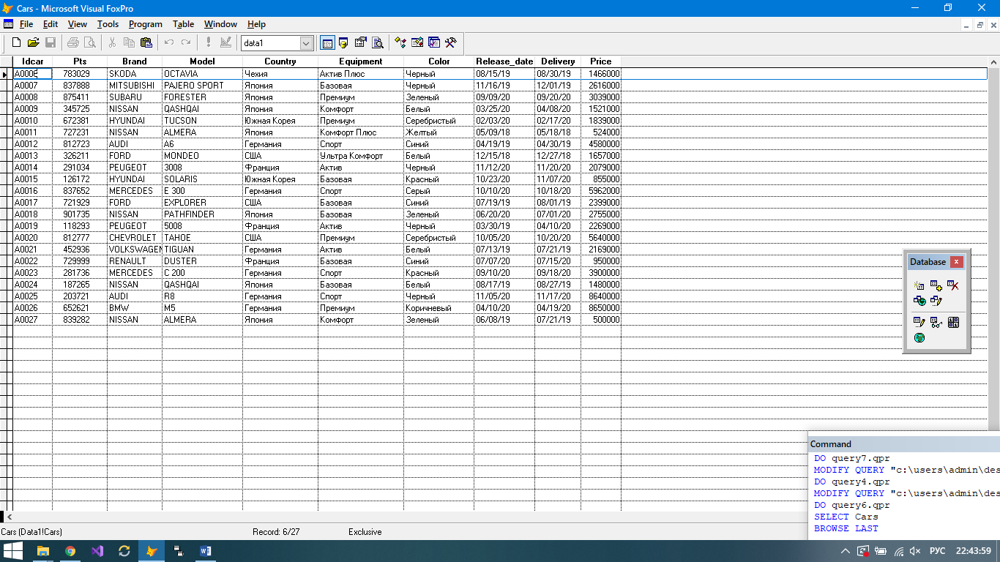 Cars - Microsoft Visual FoxPro
File Edit View Tools Program Table Window Help
data1
Idcar Pts Brand Model Country Equipment Color Release_date Delivery Price
A0006 783029 SKODA OCTAVIA Чехия Актив Плюс Черный 08/15/19 08/30/19 1466000
A0007 837888 MITSUBISHI PAJERO SPORT Япония Базовая Черный 11/16/19 12/01/19 2616000
A0008 875411 SUBARU FORESTER Япония Премиум Зеленый 09/09/20 09/20/20 3039000
A0009 345725 NISSAN QASHQAI Япония Комфорт Белый 03/25/20 04/08/20 1521000
A0010 672381 HYUNDAI TUCSON Южная Корея Премиум Серебристый 02/03/20 02/17/20 1839000
A0011 727231 NISSAN ALMERA Япония Комфорт Плюс Желтый 05/09/18 05/18/18 524000
A0012 812723 AUDI A6 Германия Спорт Синий 04/19/19 04/30/19 4580000
A0013 326211 FORD MONDEO США Ультра Комфорт Белый 12/15/18 12/27/18 1657000
A0014 291034 PEUGEOT 3008 Франция Актив Черный 11/12/20 11/20/20 2079000
A0015 126172 HYUNDAI SOLARIS Южная Корея Базовая Красный 10/23/20 11/07/20 855000
A0016 837652 MERCEDES E 300 Германия Спорт Серый 10/10/20 10/18/20 5962000
A0017 721929 FORD EXPLORER США Базовая Синий 07/19/19 08/01/19 2399000
A0018 901735 NISSAN PATHFINDER Япония Базовая Зеленый 06/20/20 07/01/20 2755000
A0019 118293 PEUGEOT 5008 Франция Актив Черный 03/30/19 04/10/20 2269000
A0020 812777 CHEVROLET TAHOE США Премиум Серебристый 10/05/20 10/20/20 5640000
A0021 452936 VOLKSWAGEN TIGUAN Германия Актив Белый 07/13/19 07/21/19 2169000
A0022 729999 RENAULT DUSTER Франция Базовая Синий 07/07/20 07/15/20 950000
A0023 281736 MERCEDES C 200 Германия Спорт Красный 09/10/20 09/18/20 3900000
A0024 187265 NISSAN QASHQAI Япония Базовая Белый 08/17/19 08/27/19 1480000
A0025 203721 AUDI R8 Германия Спорт Черный 11/05/20 11/17/20 8640000
A0026 652621 BMW M5 Германия Премиум Коричневый 04/10/20 04/19/20 8650000
A0027 839282 NISSAN ALMERA Япония Комфорт Зеленый 06/08/19 07/21/19 500000
Database
Command
DO query7.qpr
MODIFY QUERY "c:\users\admin\des
DO query4.qpr
MODIFY QUERY "c:\users\admin\des
DO query6.qpr
SELECT Cars
BROWSE LAST
Cars (Data1!Cars) Record: 6/27 Exclusive
РУС 22:43:59